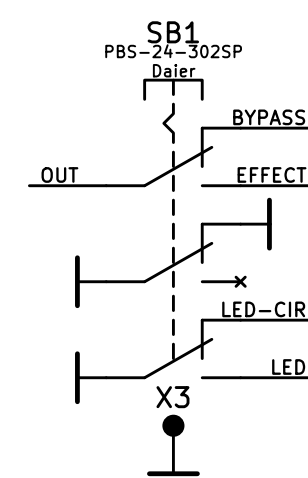 SB1
PBS-24-302SP
Daier
BYPASS
OUT
EFFECT
LED-CIR
LED
X3